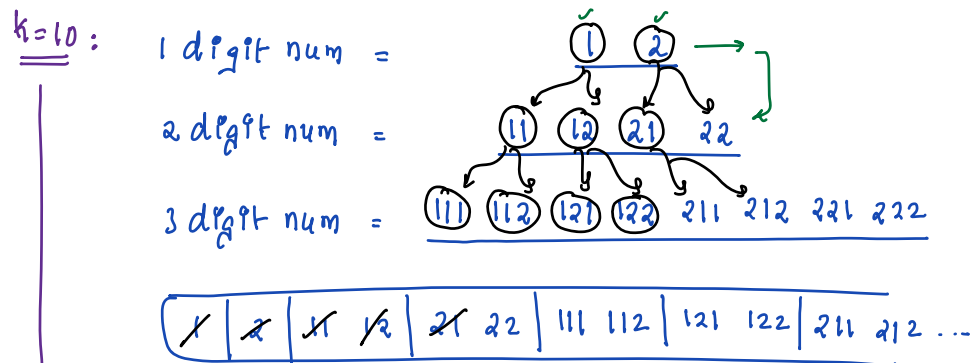 k=10 :
1 digit num = 1 2
2 digit num = 11 12 21 22
3 digit num = 111 112 121 122 211 212 221 222
1 | 2 | 11 12 | 21 22 | 111 112 | 121 122 | 211 212 ...